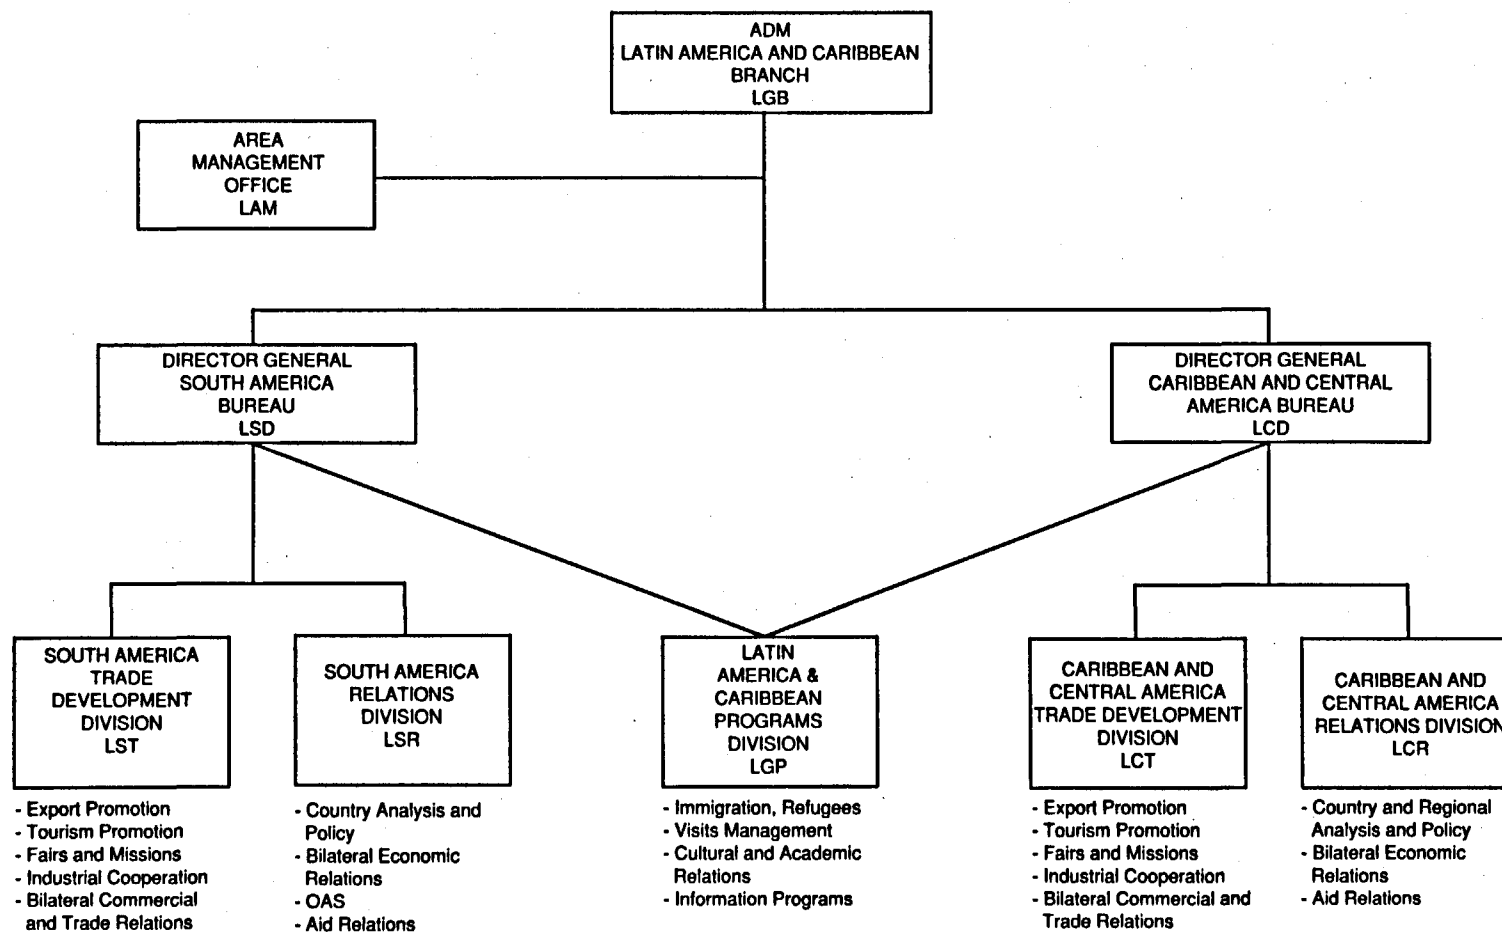 ADM
LATIN AMERICA AND CARIBBEAN
BRANCH
LGB
AREA
MANAGEMENT
OFFICE
LAM
DIRECTOR GENERAL
SOUTH AMERICA
BUREAU
LSD
DIRECTOR GENERAL
CARIBBEAN AND CENTRAL
AMERICA BUREAU
LCD
SOUTH AMERICA
TRADE
DEVELOPMENT
DIVISION
LST
- Export Promotion
- Tourism Promotion
- Fairs and Missions
- Industrial Cooperation
- Bilateral Commercial
and Trade Relations
SOUTH AMERICA
RELATIONS
DIVISION
LSR
- Country Analysis and
Policy
- Bilateral Economic
Relations
- OAS
- Aid Relations
LATIN
AMERICA &
CARIBBEAN
PROGRAMS
DIVISION
LGP
- Immigration, Refugees
- Visits Management
- Cultural and Academic
Relations
- Information Programs
CARIBBEAN AND
CENTRAL AMERICA
TRADE DEVELOPMENT
DIVISION
LCT
- Export Promotion
- Tourism Promotion
- Fairs and Missions
- Industrial Cooperation
- Bilateral Commercial and
Trade Relations
CARIBBEAN AND
CENTRAL AMERICA
RELATIONS DIVISION
LCR
- Country and Regional
Analysis and Policy
- Bilateral Economic
Relations
- Aid Relations